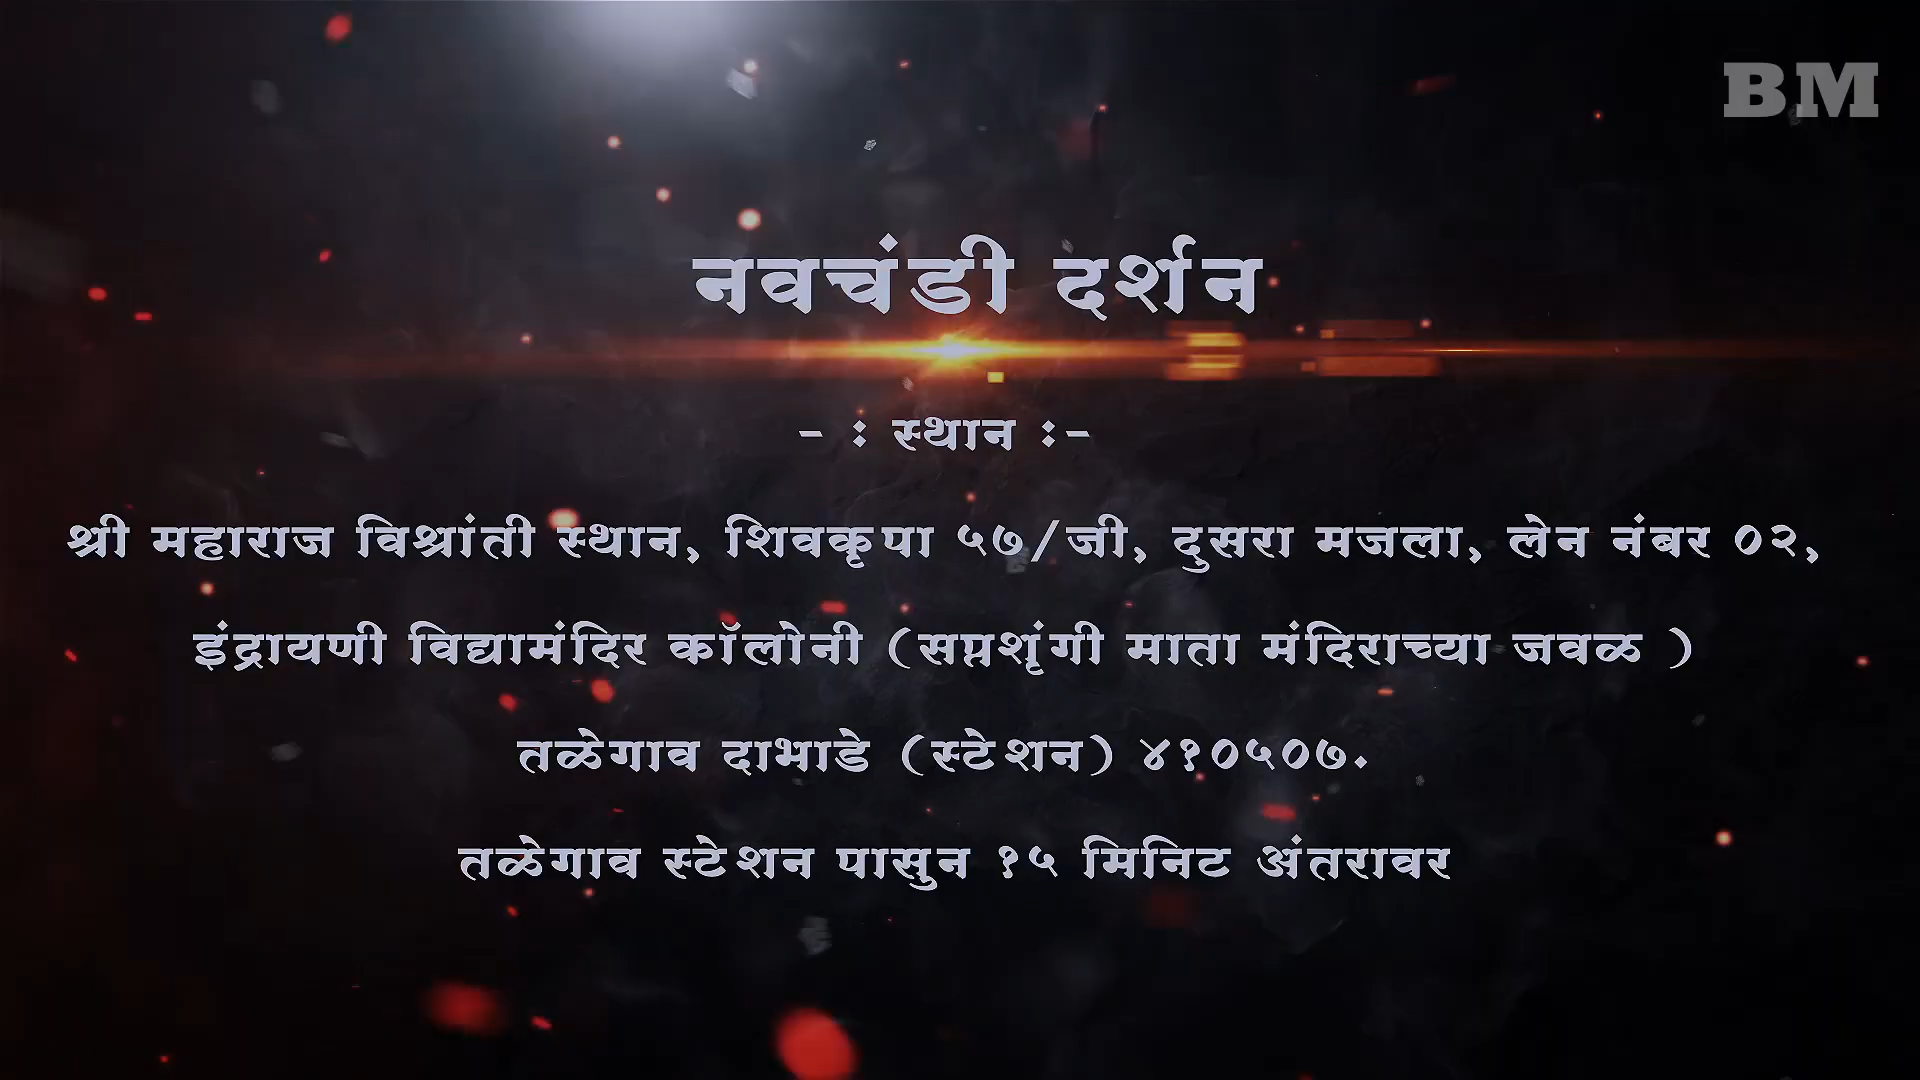 BM
नवचंडी दर्शन
- : स्थान :-
श्री महाराज विश्रांती स्थान, शिवकृपा ५७/जी, दुसरा मजला, लेन नंबर ०२,
इंद्रायणी विद्यामंदिर कॉलोनी (सप्तशृंगी माता मंदिराच्या जवळ )
तळेगाव दाभाडे (स्टेशन) ४१०५०७.
तळेगाव स्टेशन पासुन १५ मिनिट अंतरावर